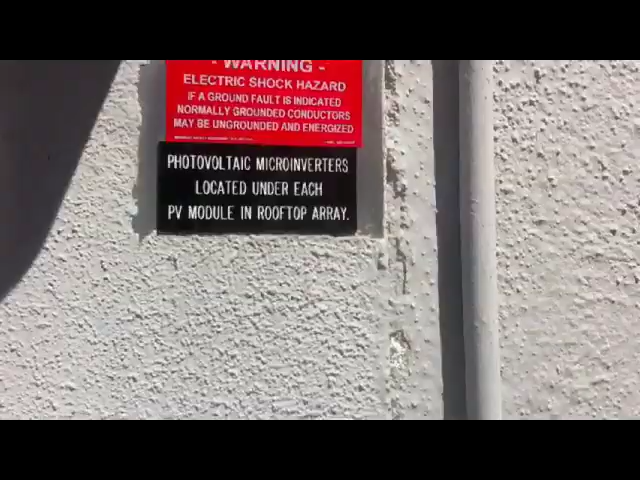 - WARNING -
ELECTRIC SHOCK HAZARD
IF A GROUND FAULT IS INDICATED
NORMALLY GROUNDED CONDUCTORS
MAY BE UNGROUNDED AND ENERGIZED
PHOTOVOLTAIC MICROINVERTERS
LOCATED UNDER EACH
PV MODULE IN ROOFTOP ARRAY.